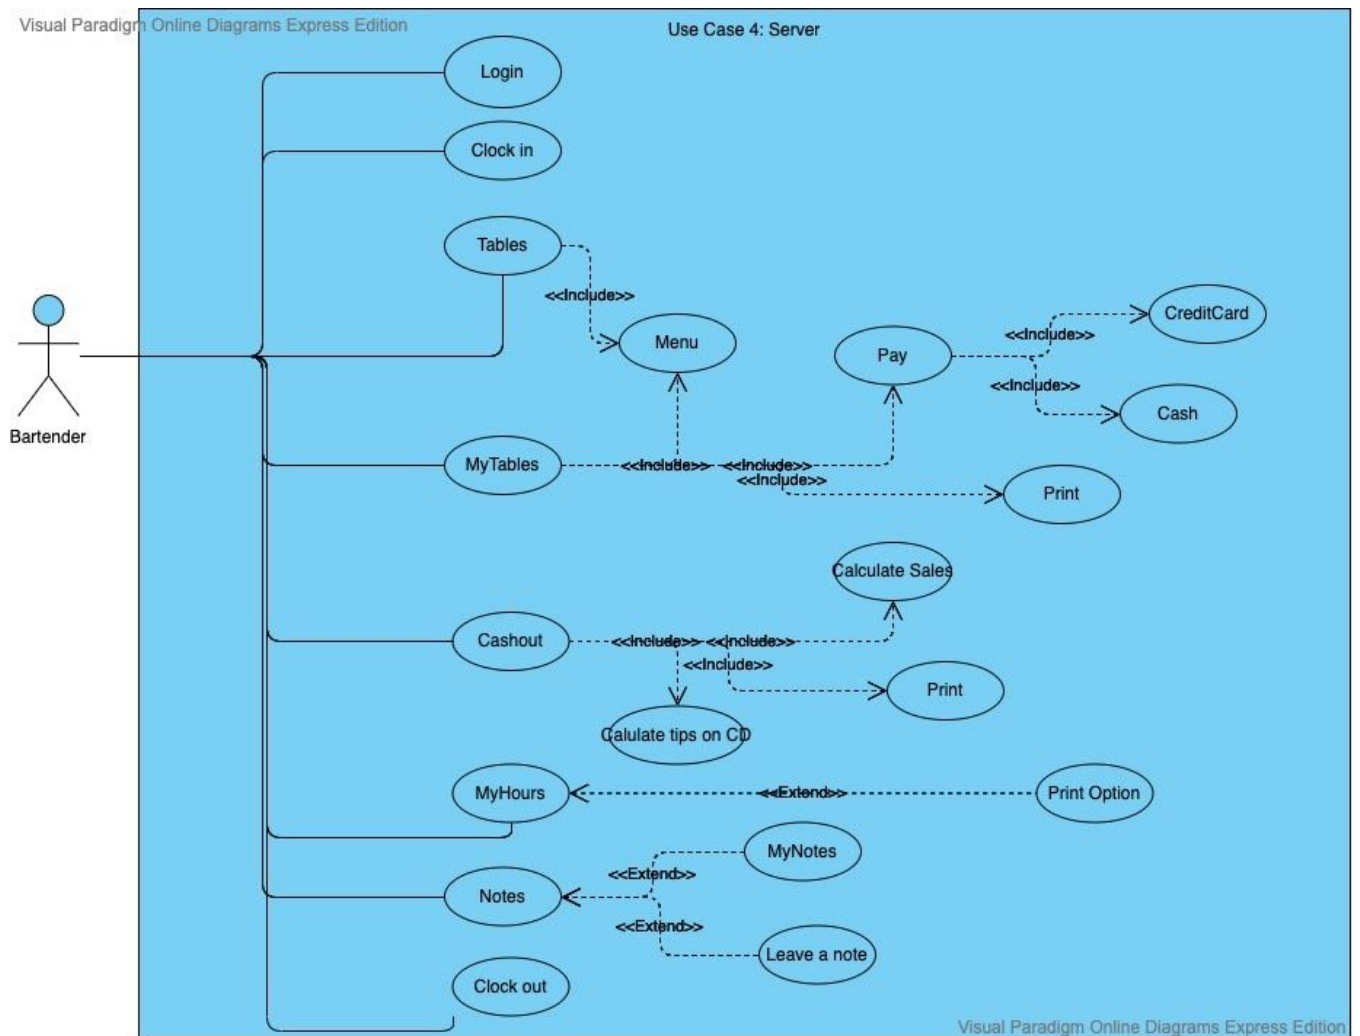 Visual Paradigm Online Diagrams Express Edition
Use Case 4: Server
Login
Clock in
Tables
<<Include>>
Menu
Pay
<<Include>>
CreditCard
<<Include>>
Cash
Bartender
MyTables
<<Include>>
<<Include>>
<<Include>>
Print
Calculate Sales
Cashout
<<Include>>
<<Include>>
<<Include>>
Print
Calulate tips on CD
MyHours
<<Extend>>
Print Option
MyNotes
<<Extend>>
Notes
<<Extend>>
Leave a note
Clock out
Visual Paradigm Online Diagrams Express Edition